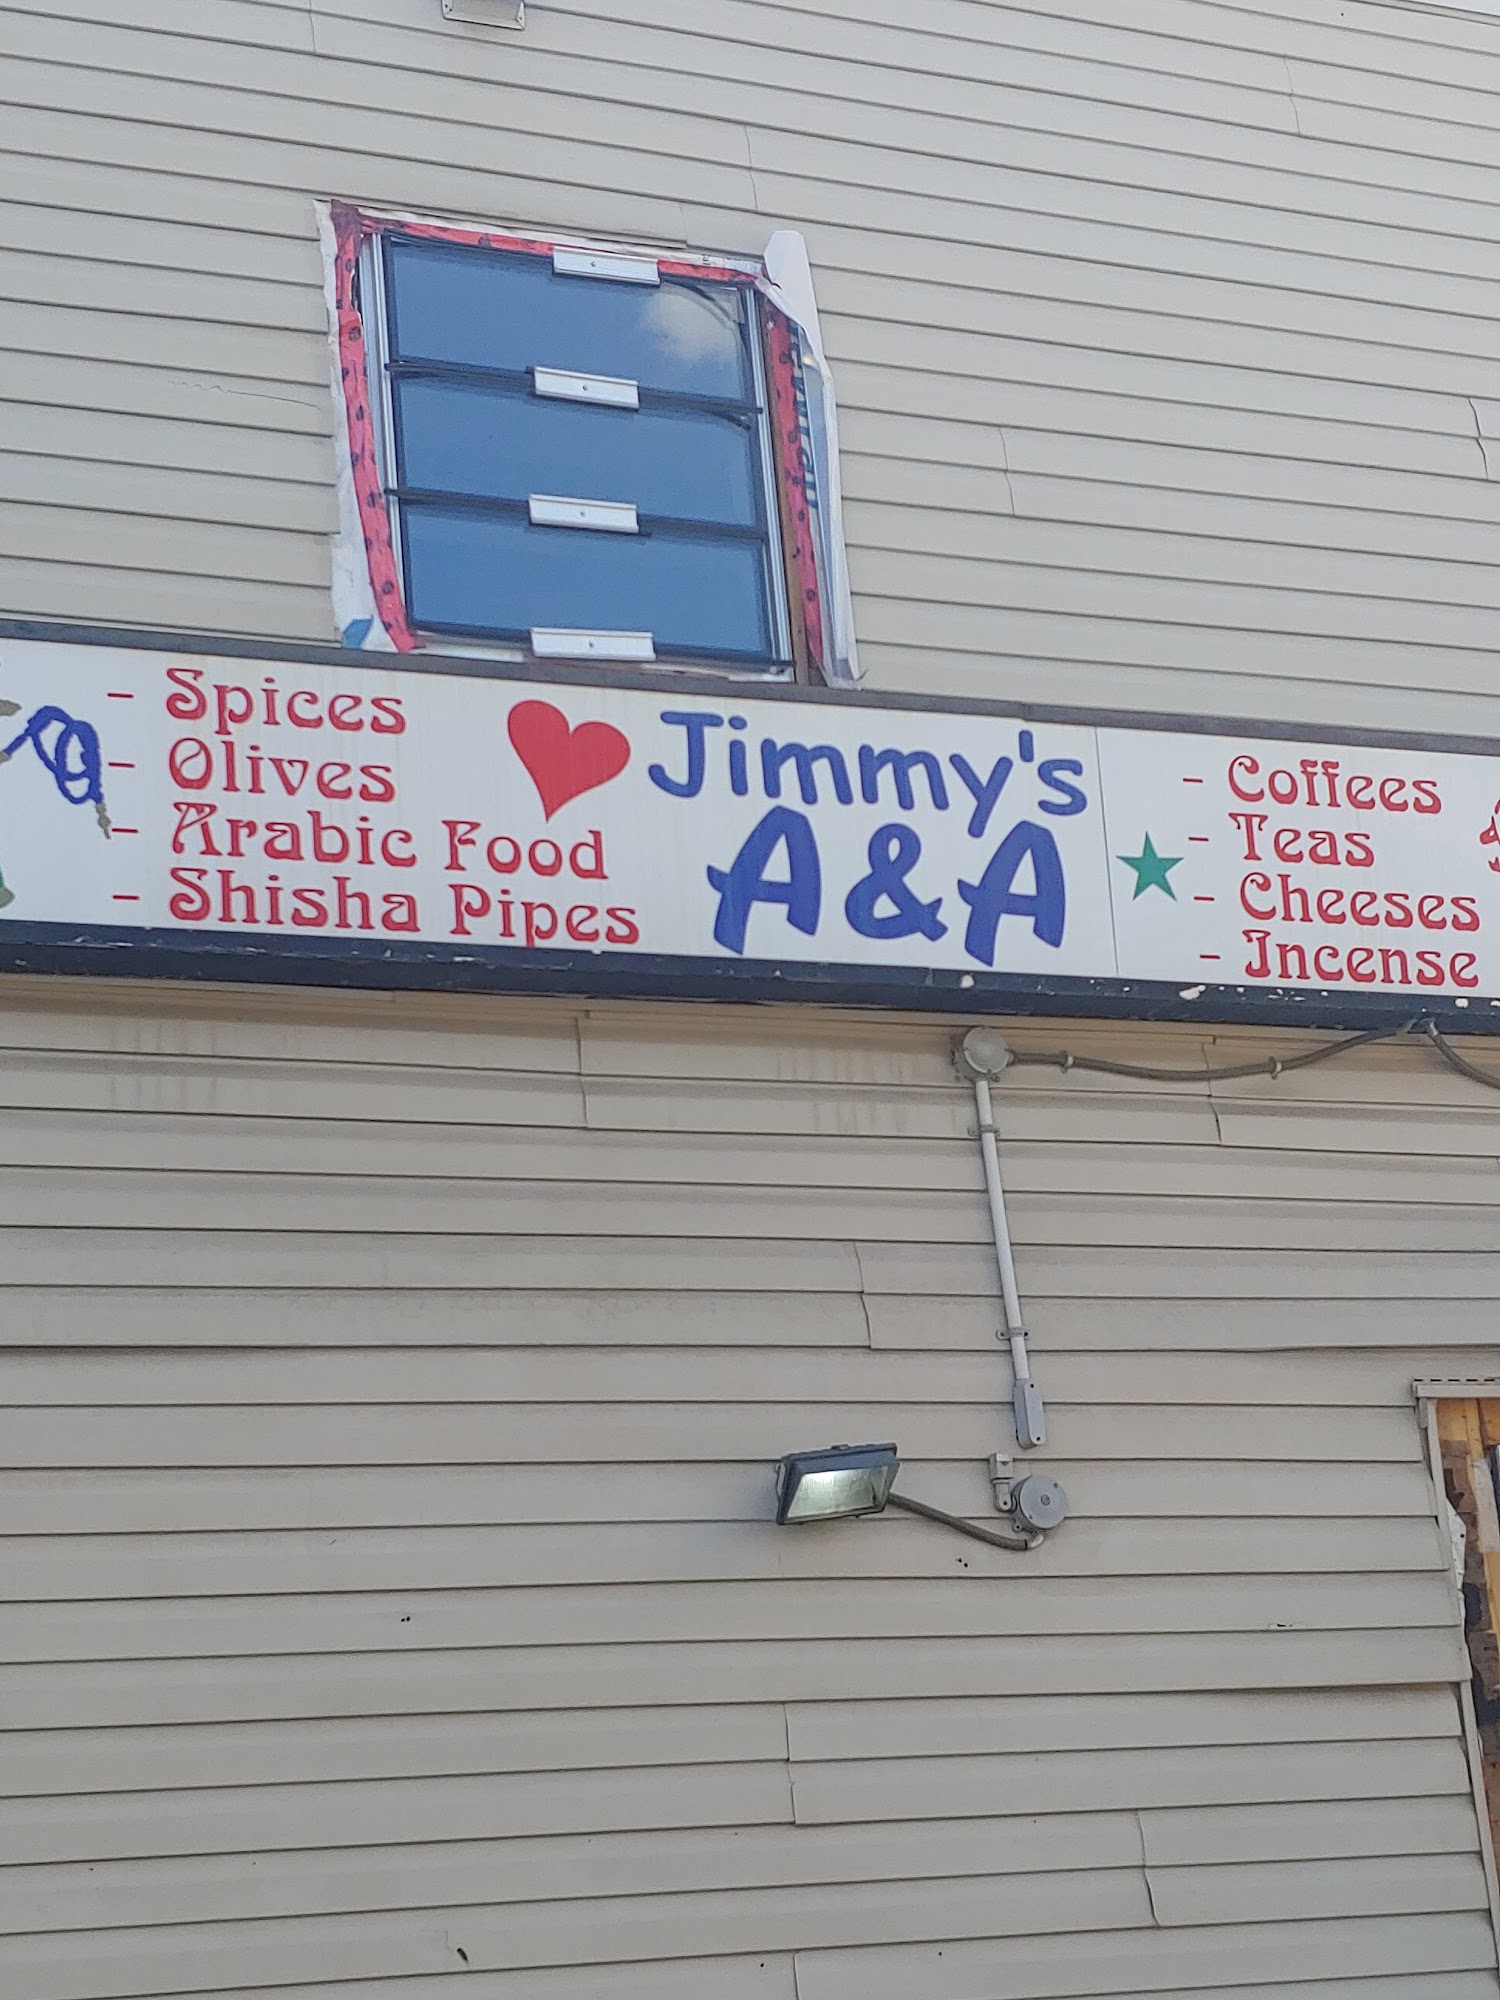 - Spices
- Olives
- Arabic Food
- Shisha Pipes
Jimmy's
A&A
- Coffees
- Teas
- Cheeses
- Incense